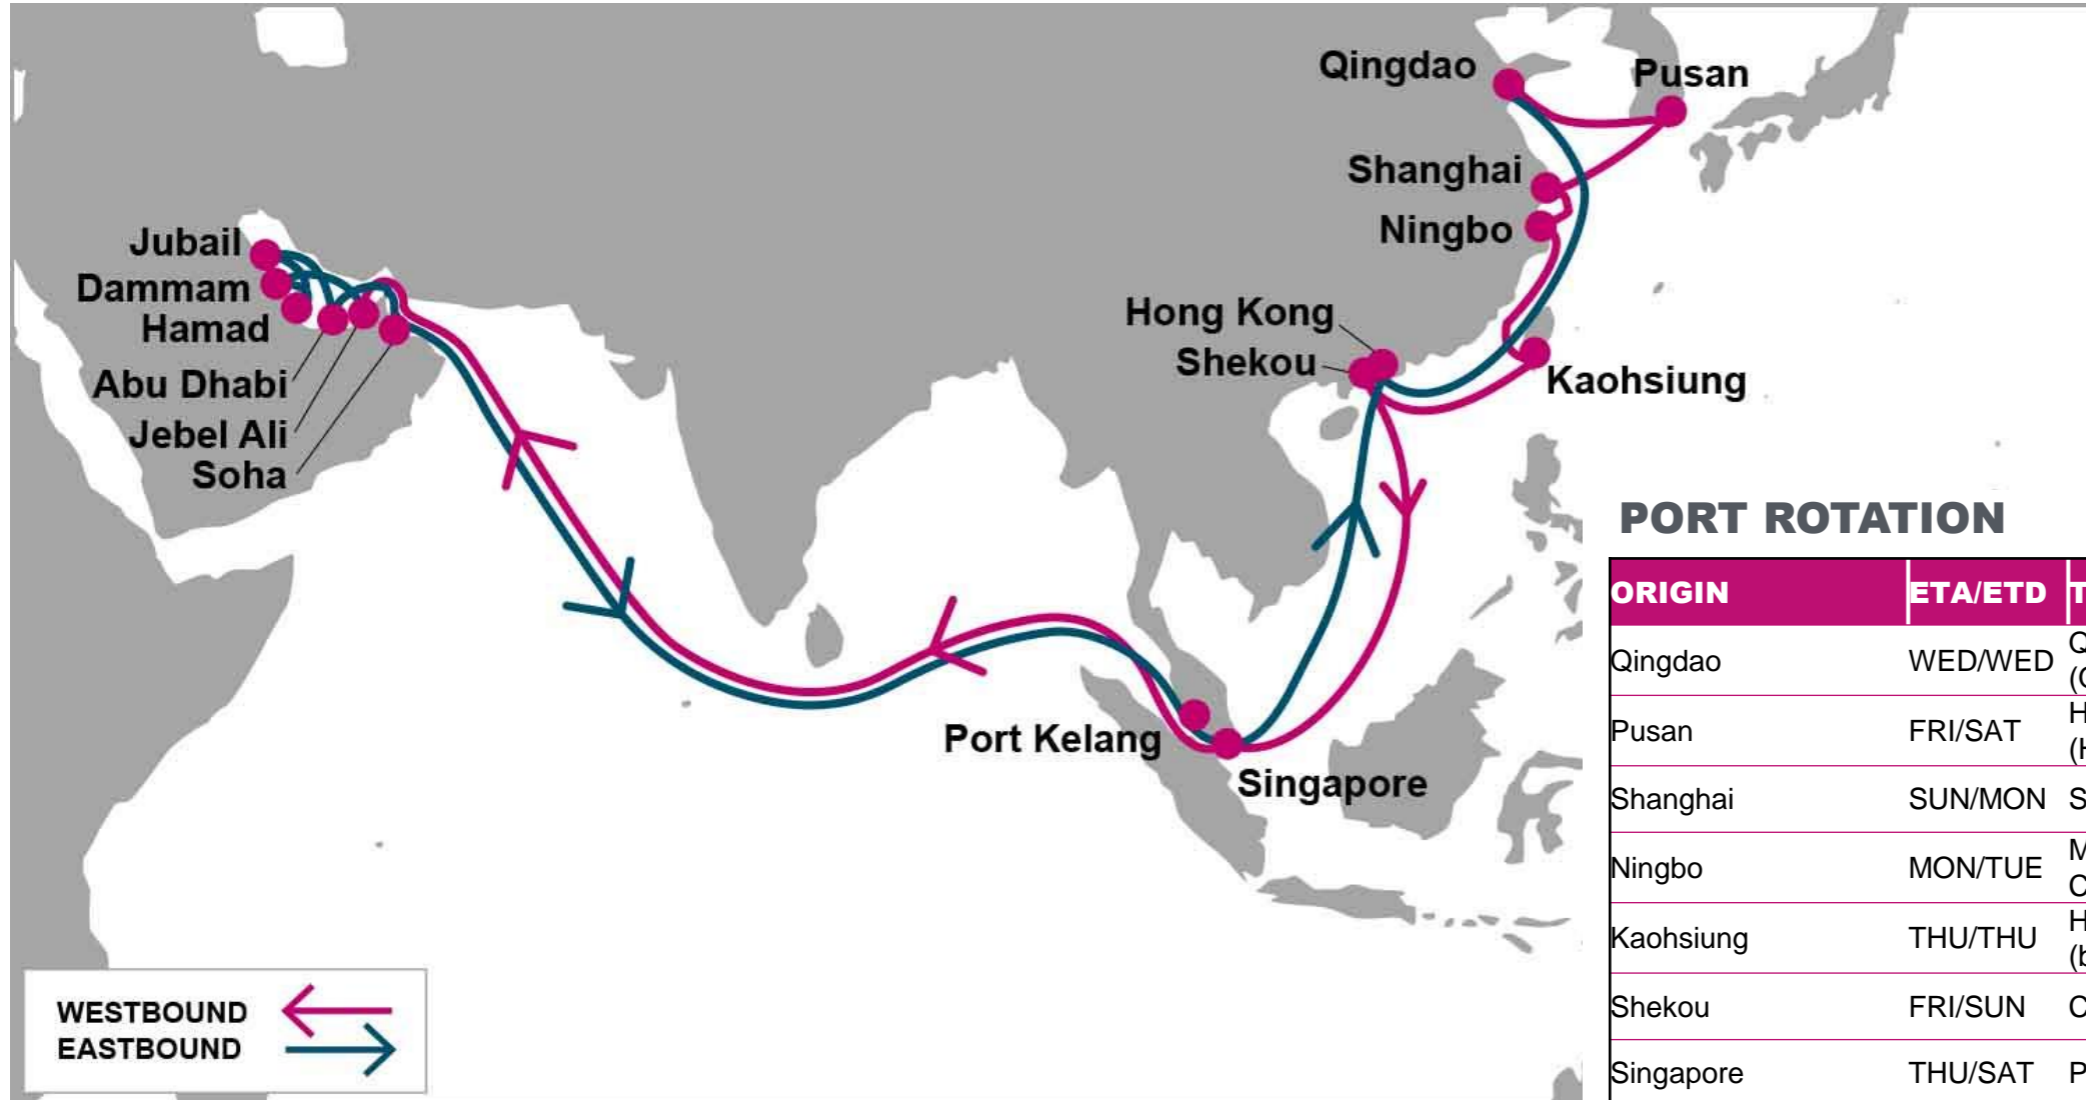 Qingdao
Pusan
Shanghai
Ningbo
Jubail
Dammam
Hamad
Abu Dhabi
Jebel Ali
Soha
Hong Kong
Shekou
Kaohsiung
Port Kelang
Singapore
WESTBOUND
EASTBOUND
PORT ROTATION
ORIGIN ETA/ETD
Qingdao WED/WED
Pusan FRI/SAT
Shanghai SUN/MON
Ningbo MON/TUE
Kaohsiung THU/THU
Shekou FRI/SUN
Singapore THU/SAT